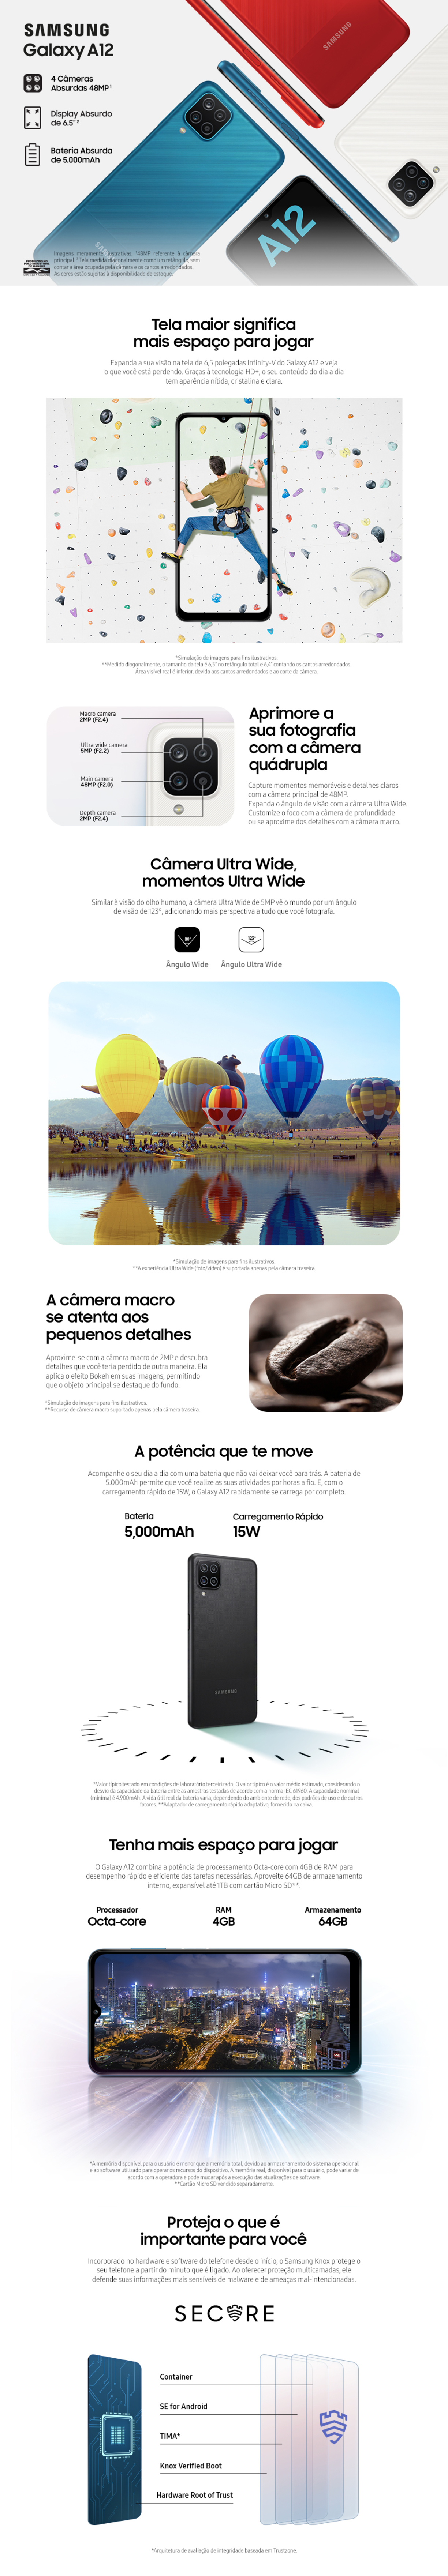 SAMSUNG
Galaxy A12
4 Câmeras
Absurdas 48MP¹
Display Absurdo
de 6.5" ²
Bateria Absurda
de 5.000mAh
SAMSUNG
A12
Imagens meramente ilustrativas. ¹48MP referente à câmera
principal. ² Tela medida diagonalmente como um retângulo, sem
contar a área ocupada pela câmera e os cantos arredondados.
As cores estão sujeitas à disponibilidade de estoque.
Tela maior significa
mais espaço para jogar
Expanda a sua visão na tela de 6,5 polegadas Infinity-V do Galaxy A12 e veja
o que você está perdendo. Graças à tecnologia HD+, o seu conteúdo do dia a dia
tem aparência nítida, cristalina e clara.
*Simulação de imagens para fins ilustrativos.
**Medido diagonalmente, o tamanho da tela é 6,5" no retângulo total e 6,4" contando os cantos arredondados.
Área visível real é inferior, devido aos cantos arredondados e ao corte da câmera.
Macro camera
2MP (F2.4)
Ultra wide camera
5MP (F2.2)
Main camera
48MP (F2.0)
Depth camera
2MP (F2.4)
Aprimore a
sua fotografia
com a câmera
quádrupla
Capture momentos memoráveis e detalhes claros
com a câmera principal de 48MP.
Expanda o ângulo de visão com a câmera Ultra Wide.
Customize o foco com a câmera de profundidade
ou se aproxime dos detalhes com a câmera macro.
Câmera Ultra Wide,
momentos Ultra Wide
Similar à visão do olho humano, a câmera Ultra Wide de 5MP vê o mundo por um ângulo
de visão de 123°, adicionando mais perspectiva a tudo que você fotografa.
123°
Ângulo Wide
Ângulo Ultra Wide
*Simulação de imagens para fins ilustrativos.
**A experiência Ultra Wide (foto/vídeo) é suportada apenas pela câmera traseira.
A câmera macro
se atenta aos
pequenos detalhes
Aproxime-se com a câmera macro de 2MP e descubra
detalhes que você teria perdido de outra maneira. Ela
aplica o efeito Bokeh em suas imagens, permitindo
que o objeto principal se destaque do fundo.
*Simulação de imagens para fins ilustrativos.
**Recurso de câmera macro suportado apenas pela câmera traseira.
A potência que te move
Acompanhe o seu dia a dia com uma bateria que não vai deixar você para trás. A bateria de
5.000mAh permite que você realize as suas atividades por horas a fio. E, com o
carregamento rápido de 15W, o Galaxy A12 rapidamente se carrega por completo.
Bateria
5,000mAh
Carregamento Rápido
15W
SAMSUNG
*Valor típico testado em condições de laboratório terceirizado. O valor típico é o valor médio estimado, considerando o
desvio da capacidade da bateria entre as amostras testadas de acordo com a norma IEC 61960. A capacidade nominal
(mínima) é 4.900mAh. A vida útil real da bateria varia, dependendo do ambiente de rede, dos padrões de uso e de outros
fatores. **Adaptador de carregamento rápido adaptativo, fornecido na caixa.
Tenha mais espaço para jogar
O Galaxy A12 combina a potência de processamento Octa-core com 4GB de RAM para
desempenho rápido e eficiente das tarefas necessárias. Aproveite 64GB de armazenamento
interno, expansível até 1TB com cartão Micro SD**.
Processador
Octa-core
RAM
4GB
Armazenamento
64GB
*A memória disponível para o usuário é menor que a memória total, devido ao armazenamento do sistema operacional
e ao software utilizado para operar os recursos do dispositivo. A memória real, disponível para o usuário, pode variar de
acordo com a operadora e pode mudar após a execução das atualizações de software.
**Cartão Micro SD vendido separadamente.
Proteja o que é
importante para você
Incorporado no hardware e software do telefone desde o início, o Samsung Knox protege o
seu telefone a partir do minuto que é ligado. Ao oferecer proteção multicamadas, ele
defende suas informações mais sensíveis de malware e de ameaças mal-intencionadas.
SECURE
Container
SE for Android
TIMA*
Knox Verified Boot
Hardware Root of Trust
*Arquitetura de avaliação de integridade baseada em Trustzone.